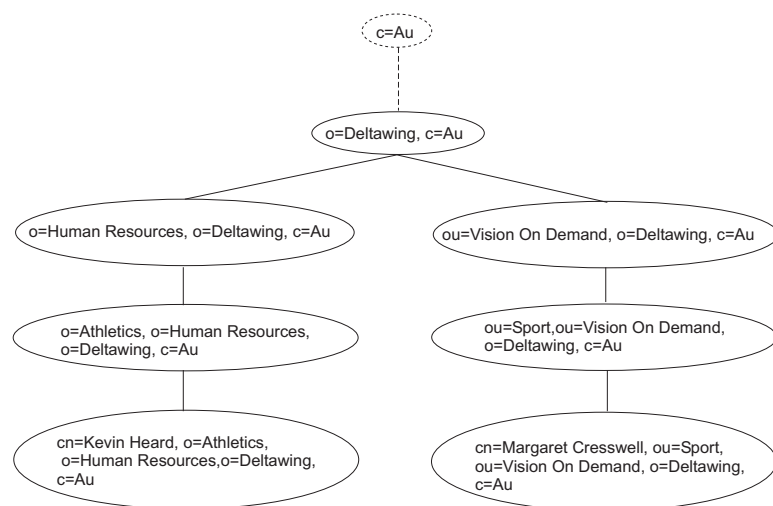 c=Au
o=Deltawing, c=Au
o=Human Resources, o=Deltawing, c=Au
ou=Vision On Demand, o=Deltawing, c=Au
o=Athletics, o=Human Resources,
o=Deltawing, c=Au
ou=Sport,ou=Vision On Demand,
o=Deltawing, c=Au
cn=Kevin Heard, o=Athletics,
o=Human Resources,o=Deltawing,
c=Au
cn=Margaret Cresswell, ou=Sport,
ou=Vision On Demand, o=Deltawing,
c=Au